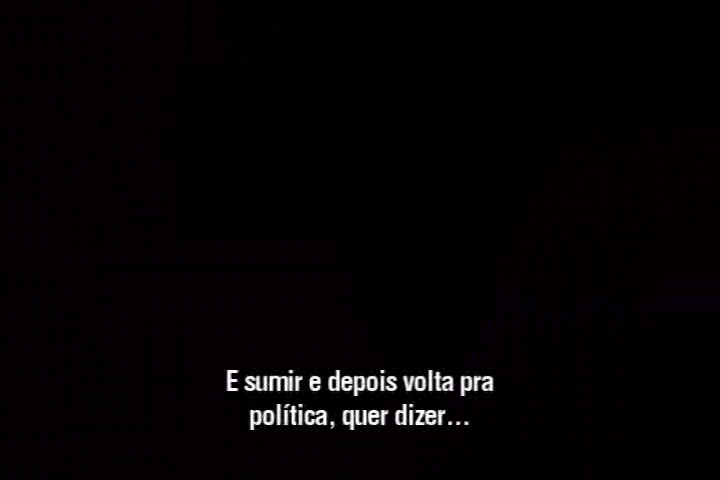 E sumir e depois volta pra
política, quer dizer...